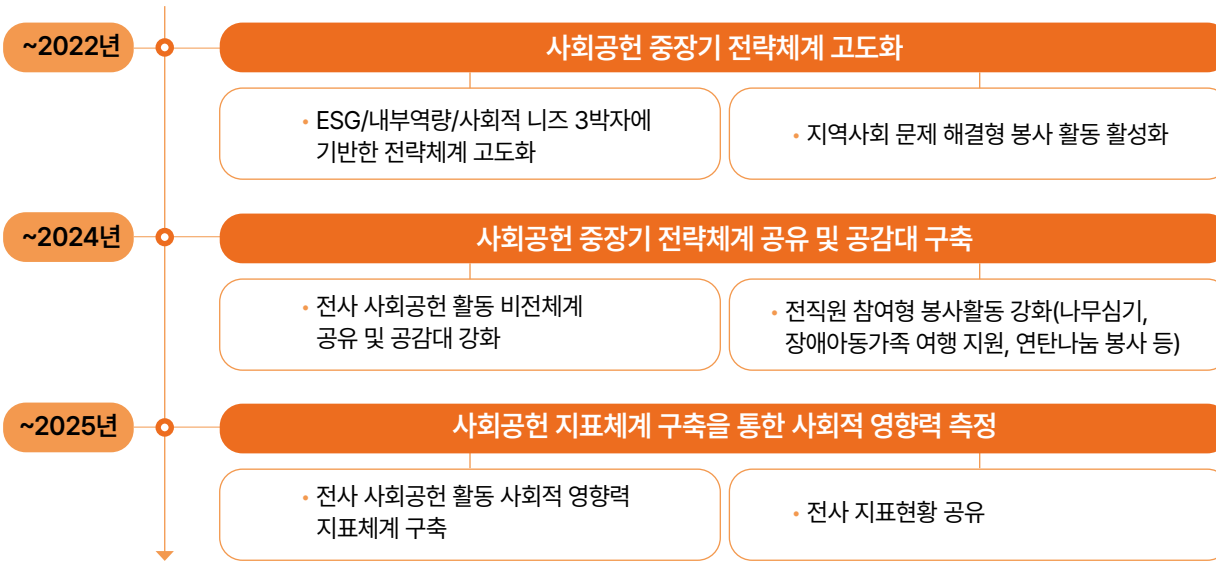 ~2022년
사회공헌 중장기 전략체계 고도화
• ESG/내부역량/사회적 니즈 3박자에
기반한 전략체계 고도화
• 지역사회 문제 해결형 봉사 활동 활성화
~2024년
사회공헌 중장기 전략체계 공유 및 공감대 구축
• 전사 사회공헌 활동 비전체계
공유 및 공감대 강화
• 전직원 참여형 봉사활동 강화(나무심기,
장애아동가족 여행 지원, 연탄나눔 봉사 등)
~2025년
사회공헌 지표체계 구축을 통한 사회적 영향력 측정
• 전사 사회공헌 활동 사회적 영향력
지표체계 구축
• 전사 지표현황 공유